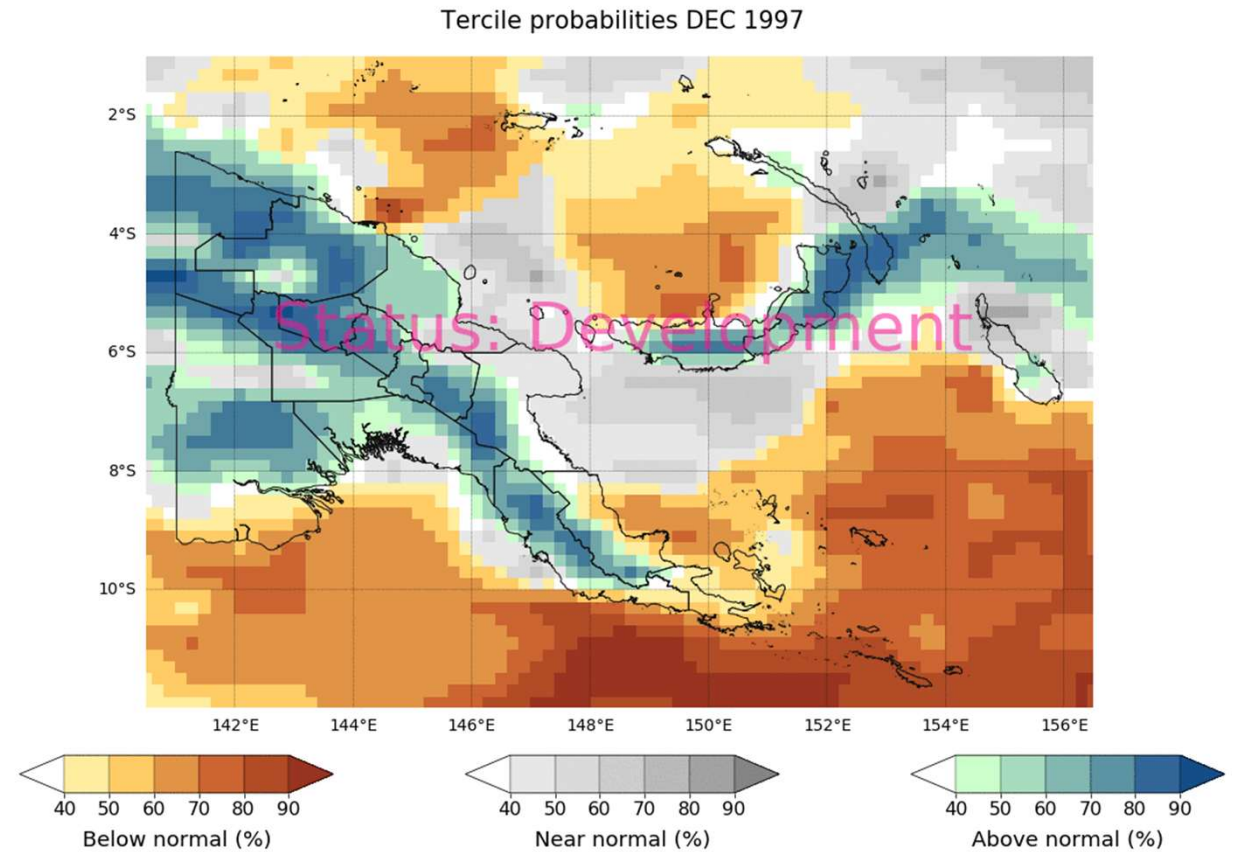 Tercile probabilities DEC 1997
2°S
4°S
6°S
8°S
10°S
Status: Development
142°E 144°E 146°E 148°E 150°E 152°E 154°E 156°E
40 50 60 70 80 90
Below normal (%)
40 50 60 70 80 90
Near normal (%)
40 50 60 70 80 90
Above normal (%)